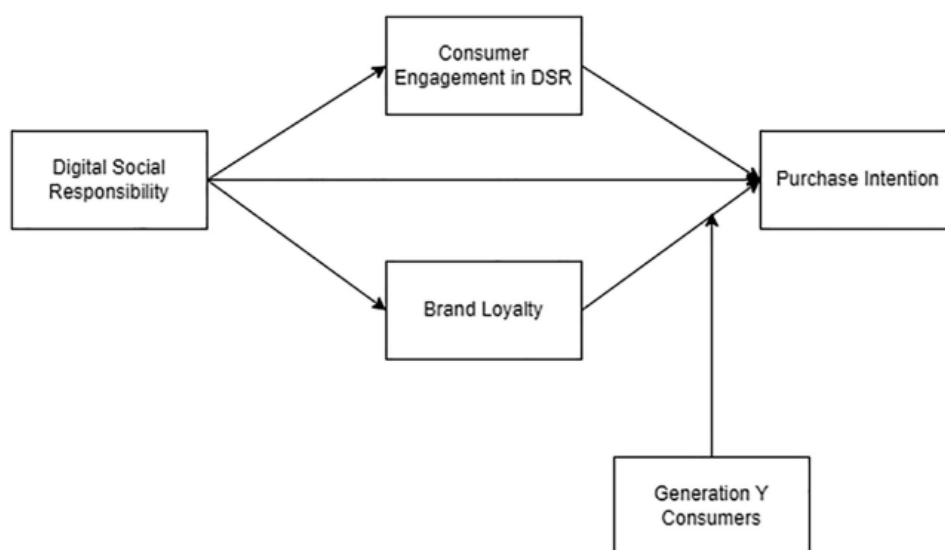 Consumer
Engagement in DSR
Digital Social
Responsibility
Purchase Intention
Brand Loyalty
Generation Y
Consumers